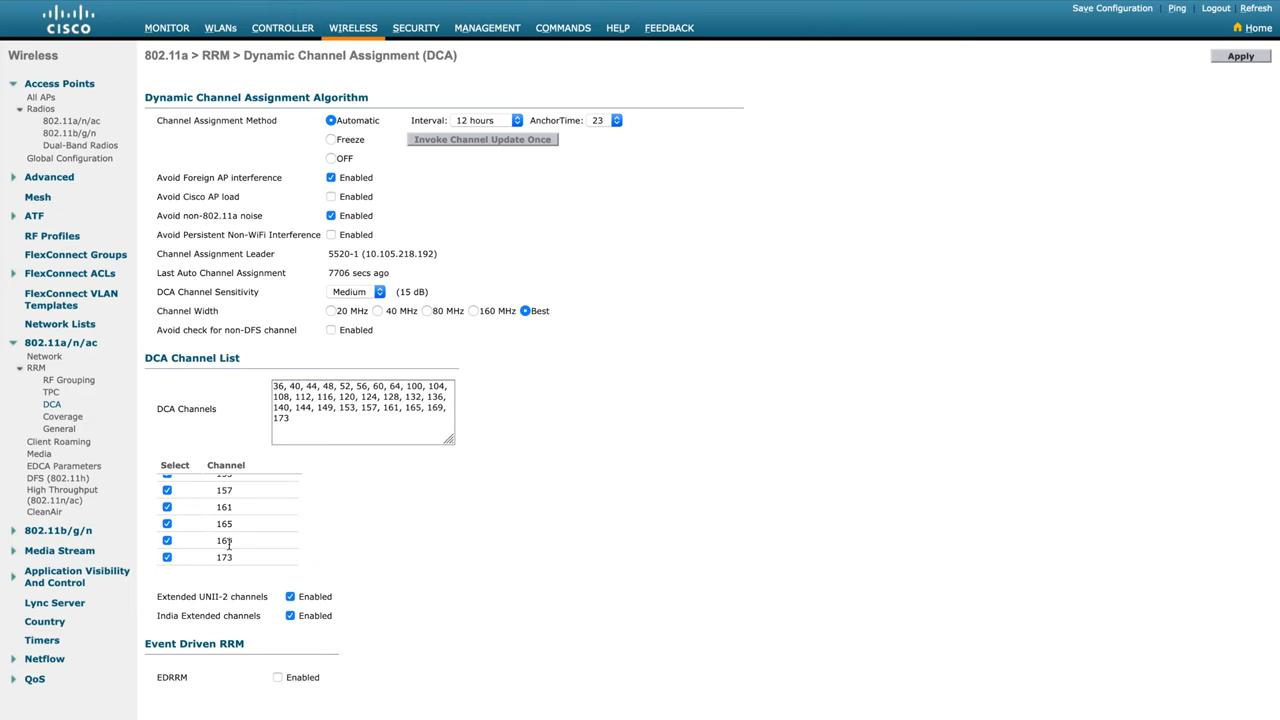 Save Configuration | Ping | Logout | Refresh
CISCO
MONITOR WLANs CONTROLLER WIRELESS SECURITY MANAGEMENT COMMANDS HELP FEEDBACK Home
Wireless
Access Points
All APs
Radios
802.11a/n/ac
802.11b/g/n
Dual-Band Radios
Global Configuration
Advanced
Mesh
ATF
RF Profiles
FlexConnect Groups
FlexConnect ACLs
FlexConnect VLAN
Templates
Network Lists
802.11a/n/ac
Network
RRM
RF Grouping
TPC
DCA
Coverage
General
Client Roaming
Media
EDCA Parameters
DFS (802.11h)
High Throughput
(802.11n/ac)
CleanAir
802.11b/g/n
Media Stream
Application Visibility
And Control
Lync Server
Country
Timers
Netflow
QoS
802.11a > RRM > Dynamic Channel Assignment (DCA) Apply
Dynamic Channel Assignment Algorithm
Channel Assignment Method Automatic Interval: 12 hours AnchorTime: 23
Freeze Invoke Channel Update Once
OFF
Avoid Foreign AP interference Enabled
Avoid Cisco AP load Enabled
Avoid non-802.11a noise Enabled
Avoid Persistent Non-WiFi Interference Enabled
Channel Assignment Leader 5520-1 (10.105.218.192)
Last Auto Channel Assignment 7706 secs ago
DCA Channel Sensitivity Medium (15 dB)
Channel Width 20 MHz 40 MHz 80 MHz 160 MHz Best
Avoid check for non-DFS channel Enabled
DCA Channel List
DCA Channels
36, 40, 44, 48, 52, 56, 60, 64, 100, 104,
108, 112, 116, 120, 124, 128, 132, 136,
140, 144, 149, 153, 157, 161, 165, 169,
173
Select Channel
157
161
165
173
Extended UNII-2 channels Enabled
India Extended channels Enabled
Event Driven RRM
EDRRM Enabled